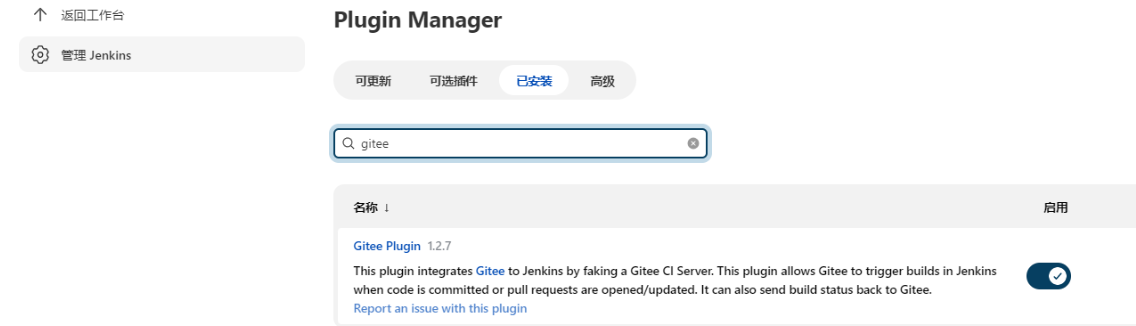 返回工作台
管理 Jenkins
Plugin Manager
可更新 可选插件 已安装 高级
gitee
名称 ↓ 启用
Gitee Plugin 1.2.7
This plugin integrates Gitee to Jenkins by faking a Gitee CI Server. This plugin allows Gitee to trigger builds in Jenkins
when code is committed or pull requests are opened/updated. It can also send build status back to Gitee.
Report an issue with this plugin